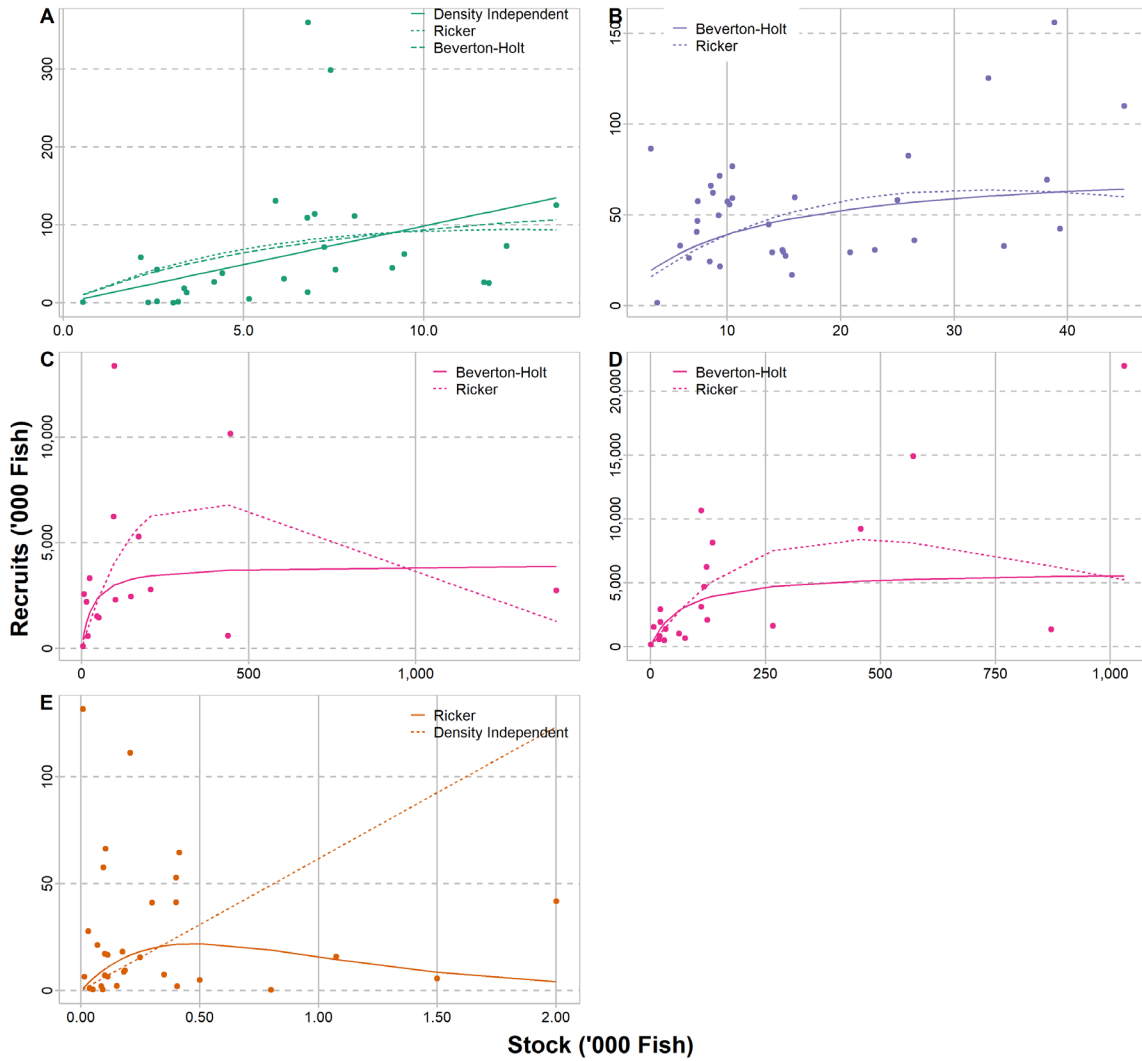 A
Density Independent
Ricker
Beverton-Holt
300
200
100
0
0.0
5.0
10.0
B
Beverton-Holt
Ricker
150
100
50
0
10
20
30
40
C
Beverton-Holt
Ricker
10,000
5,000
0
0
500
1,000
D
Beverton-Holt
Ricker
20,000
15,000
10,000
5,000
0
0
250
500
750
1,000
E
Ricker
Density Independent
100
50
0
0.00
0.50
1.00
1.50
2.00
Recruits ('000 Fish)
Stock ('000 Fish)